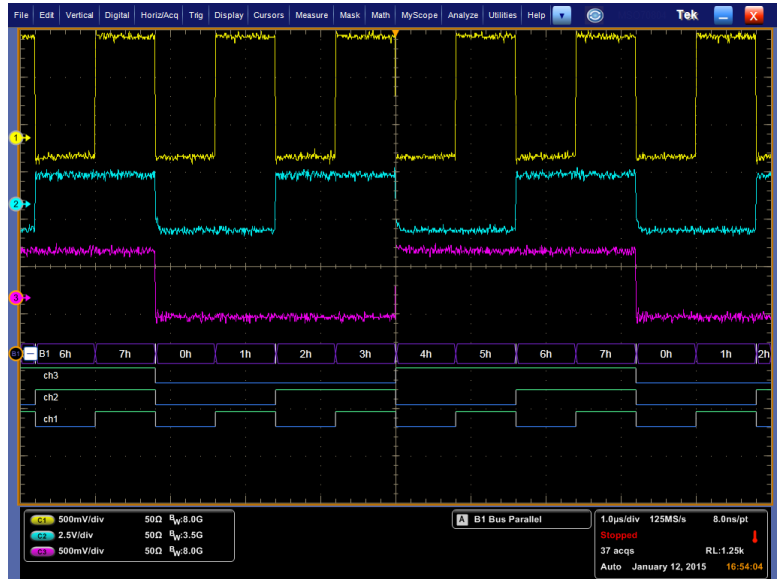 File Edit Vertical Digital Horiz/Acq Trig Display Cursors Measure Mask Math MyScope Analyze Utilities Help Tek X
1
2
3
B1 B1 6h 7h 0h 1h 2h 3h 4h 5h 6h 7h 0h 1h 2h
ch3
ch2
ch1
C1 500mV/div 50Ω BW:8.0G
C2 2.5V/div 50Ω BW:3.5G
C3 500mV/div 50Ω BW:8.0G
A B1 Bus Parallel
1.0µs/div 125MS/s 8.0ns/pt
Stopped
37 acqs RL:1.25k
Auto January 12, 2015 16:54:04